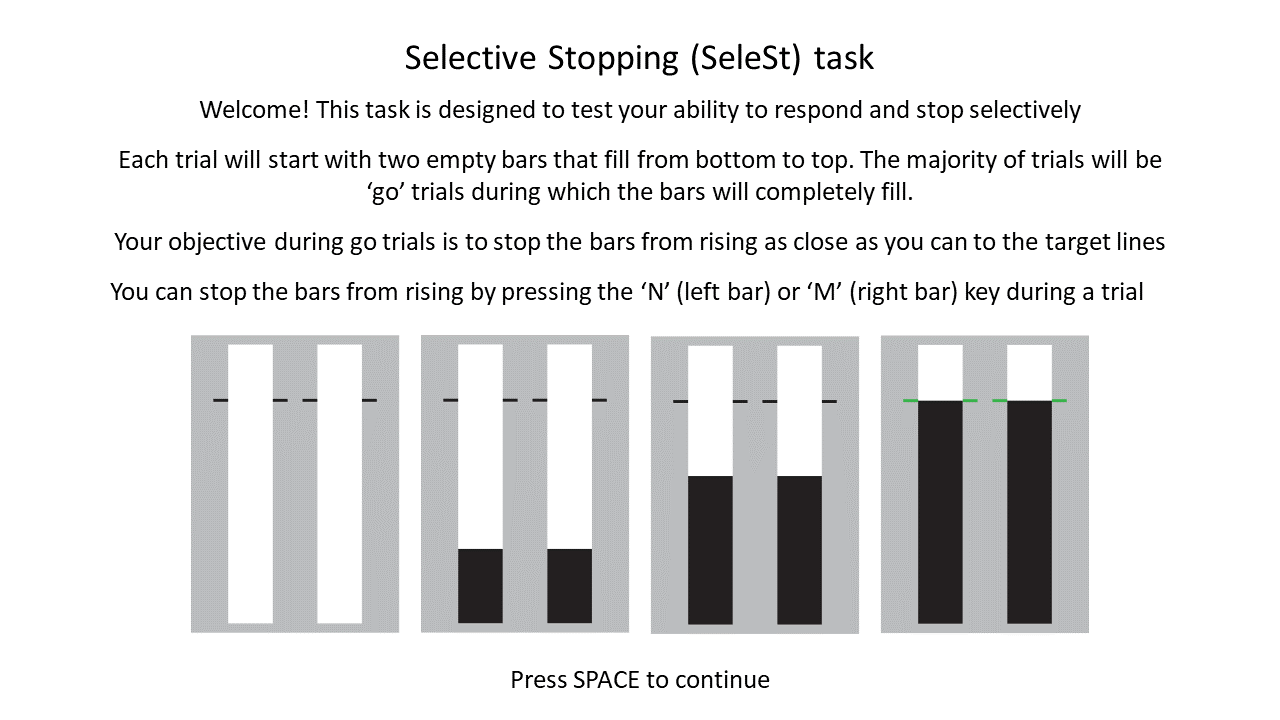 Selective Stopping (SeleSt) task
Welcome! This task is designed to test your ability to respond and stop selectively
Each trial will start with two empty bars that fill from bottom to top. The majority of trials will be
‘go’ trials during which the bars will completely fill.
Your objective during go trials is to stop the bars from rising as close as you can to the target lines
You can stop the bars from rising by pressing the ‘N’ (left bar) or ‘M’ (right bar) key during a trial
Press SPACE to continue